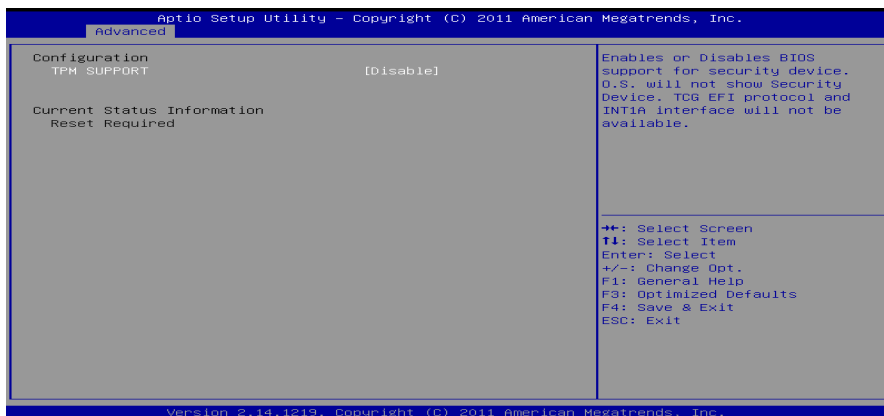 Aptio Setup Utility – Copyright (C) 2011 American Megatrends, Inc.
Advanced
Configuration
TPM SUPPORT [Disable]
Current Status Information
Reset Required
Enables or Disables BIOS
support for security device.
O.S. will not show Security
Device. TCG EFI protocol and
INT1A interface will not be
available.
→←: Select Screen
↑↓: Select Item
Enter: Select
+/-: Change Opt.
F1: General Help
F3: Optimized Defaults
F4: Save & Exit
ESC: Exit
Version 2.14.1219. Copyright (C) 2011 American Megatrends, Inc.